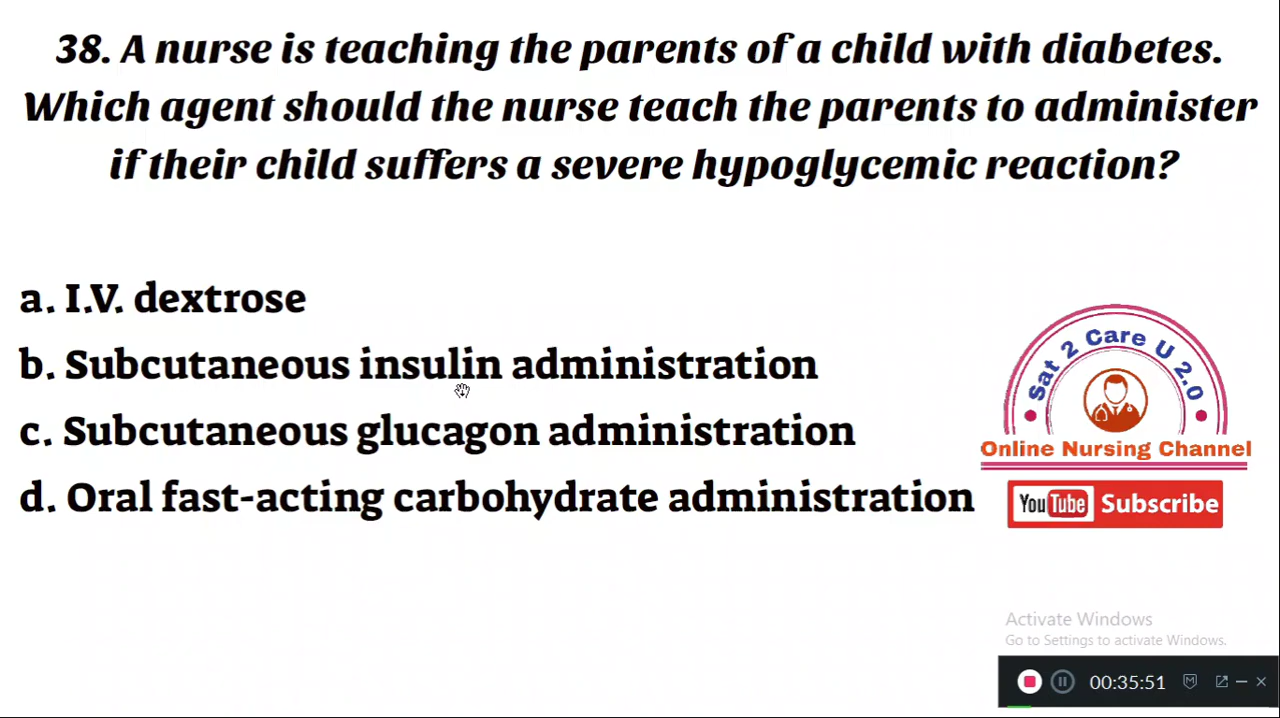 38. A nurse is teaching the parents of a child with diabetes.
Which agent should the nurse teach the parents to administer
if their child suffers a severe hypoglycemic reaction?
a. I.V. dextrose
b. Subcutaneous insulin administration
c. Subcutaneous glucagon administration
d. Oral fast-acting carbohydrate administration
Sat 2 Care U 2.0
Online Nursing Channel
YouTube Subscribe
Activate Windows
Go to Settings to activate Windows.
00:35:51